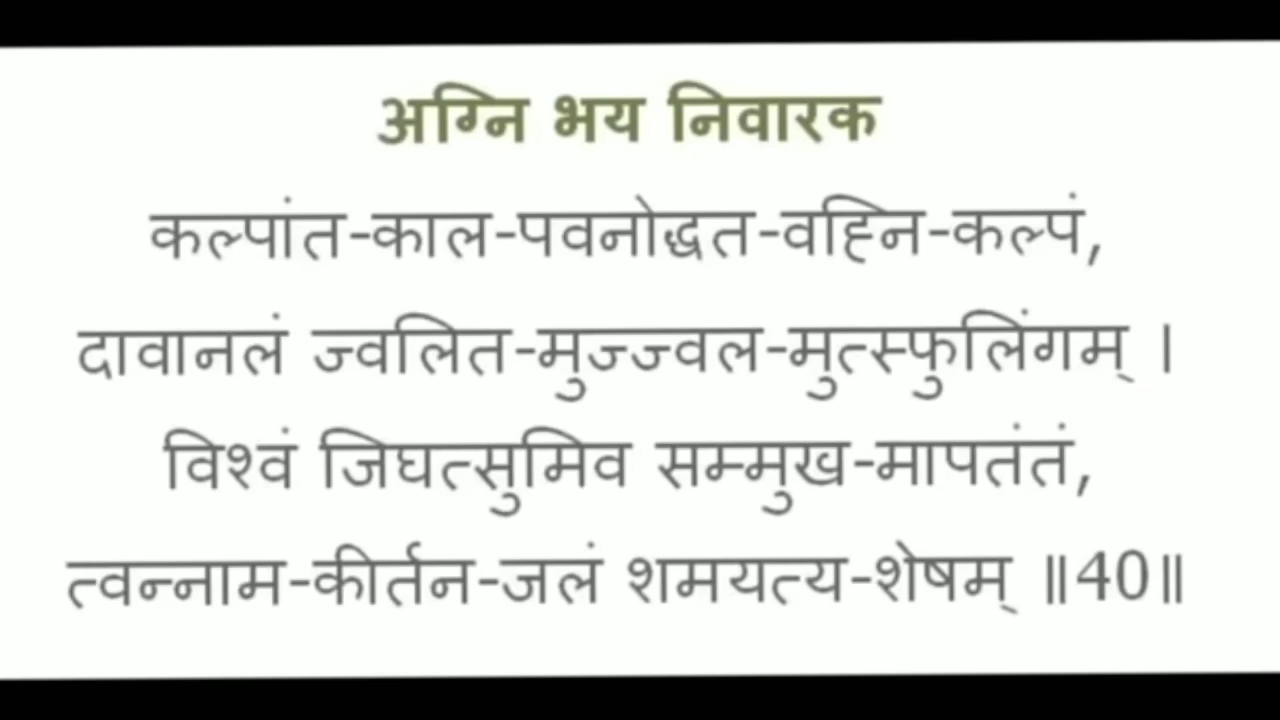 अग्नि भय निवारक
कल्पांत-काल-पवनोद्धत-वह्नि-कल्पं,
दावानलं ज्वलित-मुज्ज्वल-मुत्स्फुलिंगम् ।
विश्वं जिघत्सुमिव सम्मुख-मापतंतं,
त्वन्नाम-कीर्तन-जलं शमयत्य-शेषम् ॥40॥